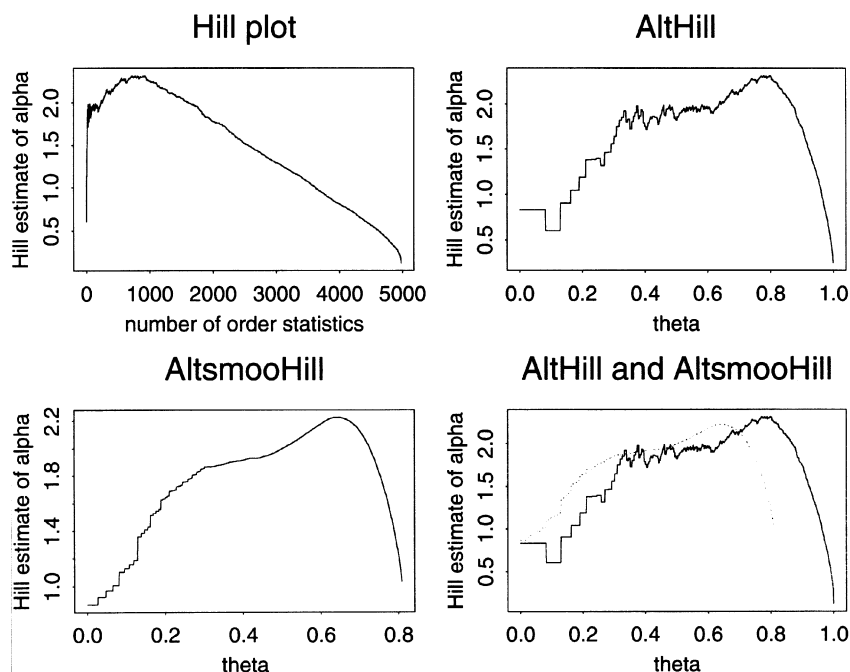 Hill plot
Hill estimate of alpha
0.5 1.0 1.5 2.0
0 1000 2000 3000 4000 5000
number of order statistics
AltHill
Hill estimate of alpha
0.5 1.0 1.5 2.0
0.0 0.2 0.4 0.6 0.8 1.0
theta
AltsmooHill
Hill estimate of alpha
1.0 1.4 1.8 2.2
0.0 0.2 0.4 0.6 0.8
theta
AltHill and AltsmooHill
Hill estimate of alpha
0.5 1.0 1.5 2.0
0.0 0.2 0.4 0.6 0.8 1.0
theta